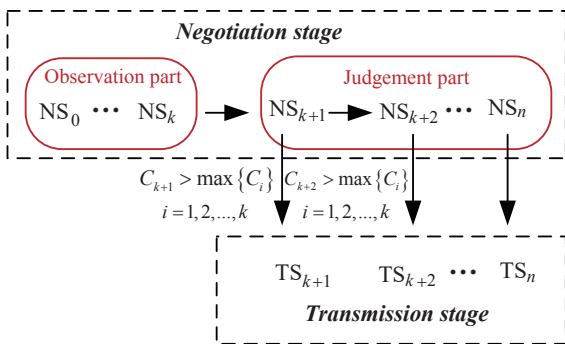 Negotiation stage
Observation part
Judgement part
NS₀ ⋯ NSₖ
NSₖ₊₁
NSₖ₊₂ ⋯ NSₙ
Cₖ₊₁ > max {Cᵢ}
Cₖ₊₂ > max {Cᵢ}
i = 1, 2, ..., k
i = 1, 2, ..., k
TSₖ₊₁
TSₖ₊₂ ⋯ TSₙ
Transmission stage